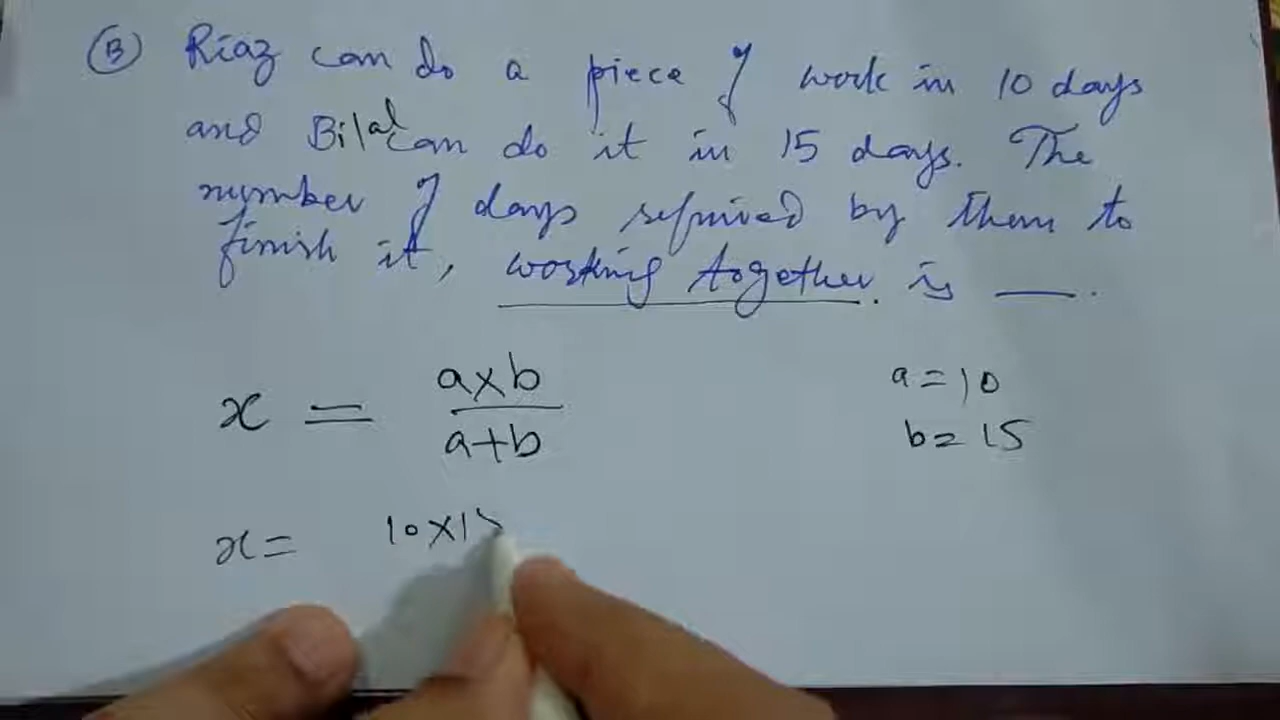 (B) Riaz can do a piece of work in 10 days
and Bilal can do it in 15 days. The
number of days required by them to
finish it, working together. is ___.
x = a×b / a+b
a = 10
b = 15
x = 10×15